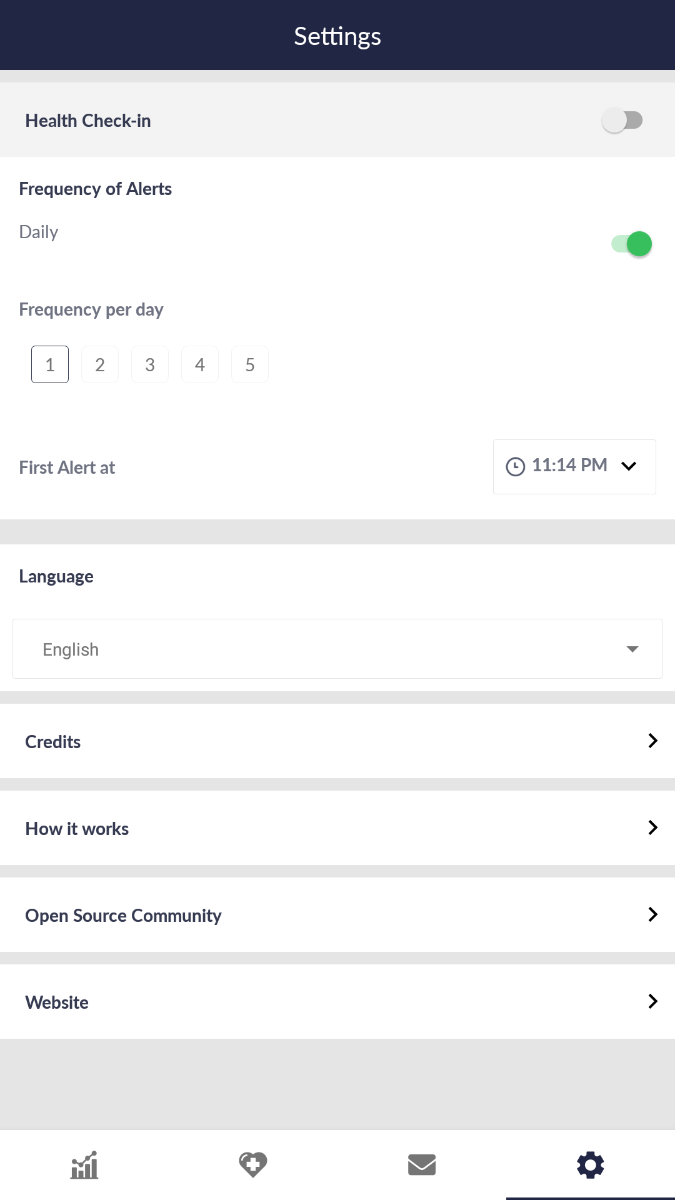 Settings
Health Check-in
Frequency of Alerts
Daily
Frequency per day
1 2 3 4 5
First Alert at 11:14 PM
Language
English
Credits
How it works
Open Source Community
Website